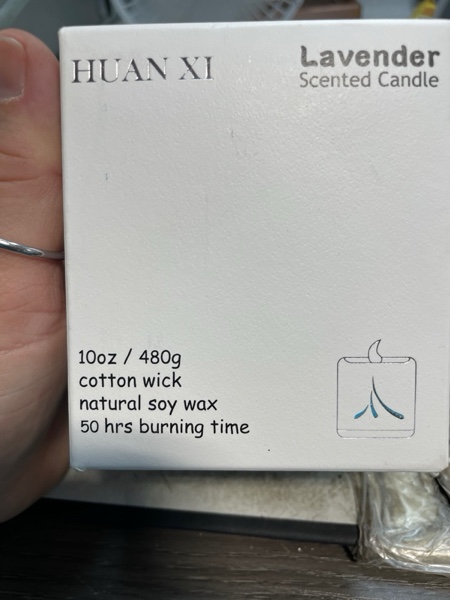 HUAN XI
Lavender
Scented Candle
10oz / 480g
cotton wick
natural soy wax
50 hrs burning time